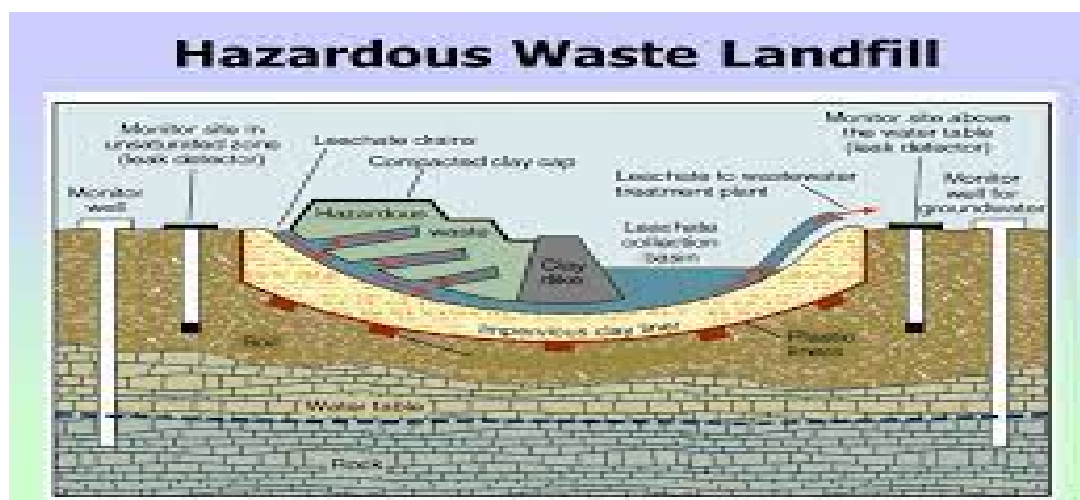 Hazardous Waste Landfill
Monitor site in
unsaturated zone
(leak detector)
Leachate drains
Compacted clay cap
Monitor site above
the water table
(leak detector)
Leachate to wastewater
treatment plant
Monitor
well
Monitor
well for
groundwater
Hazardous
waste
Leachate
collection
basin
Clay
dike
Impervious clay liner
Soil
Plastic
liners
Water table
Rock